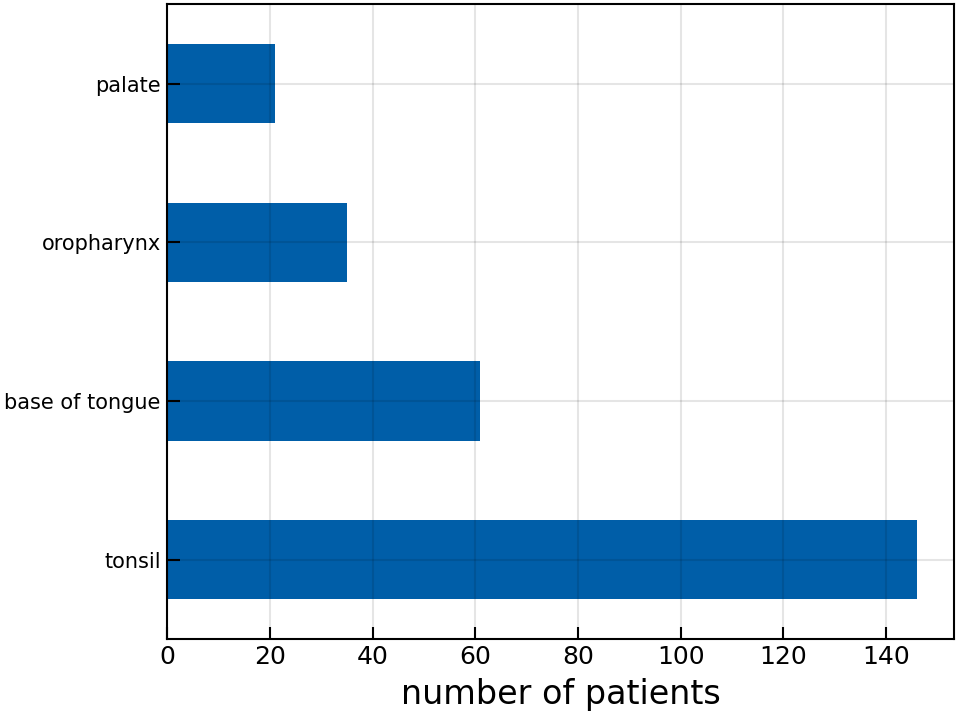 palate
oropharynx
base of tongue
tonsil
0 20 40 60 80 100 120 140
number of patients